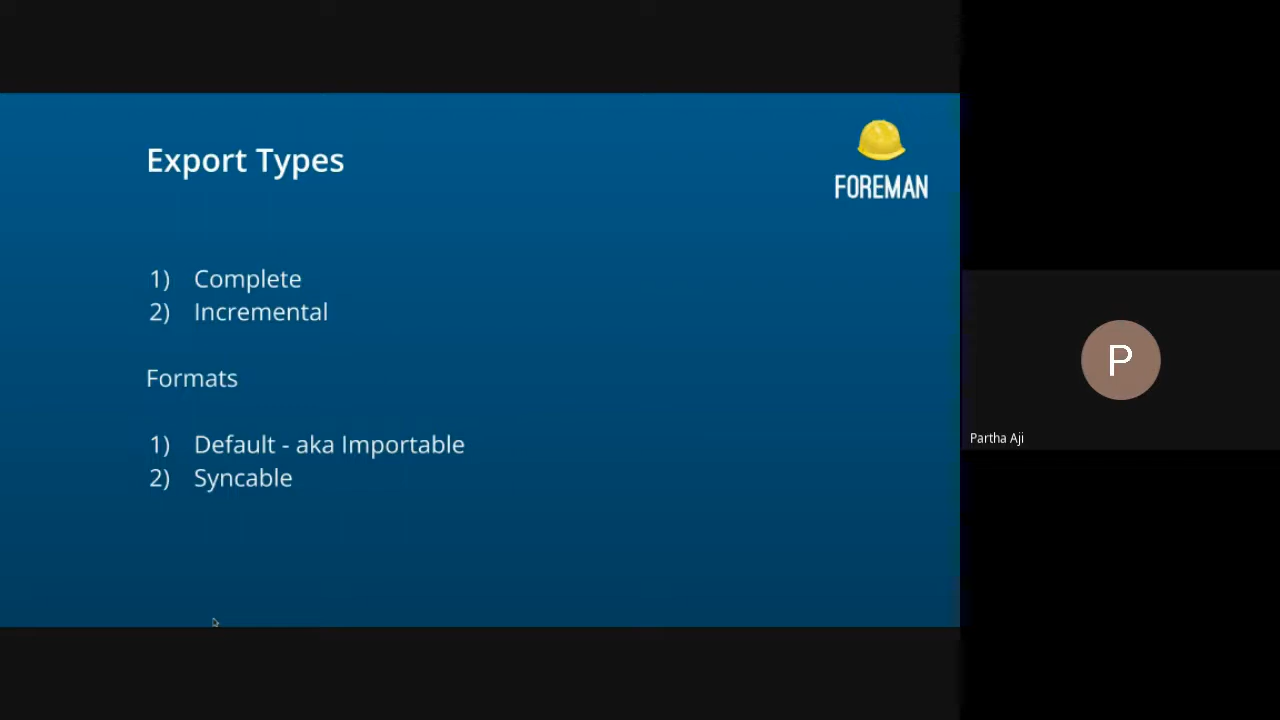 Export Types
FOREMAN
1) Complete
2) Incremental
Formats
1) Default - aka Importable
2) Syncable
P
Partha Aji